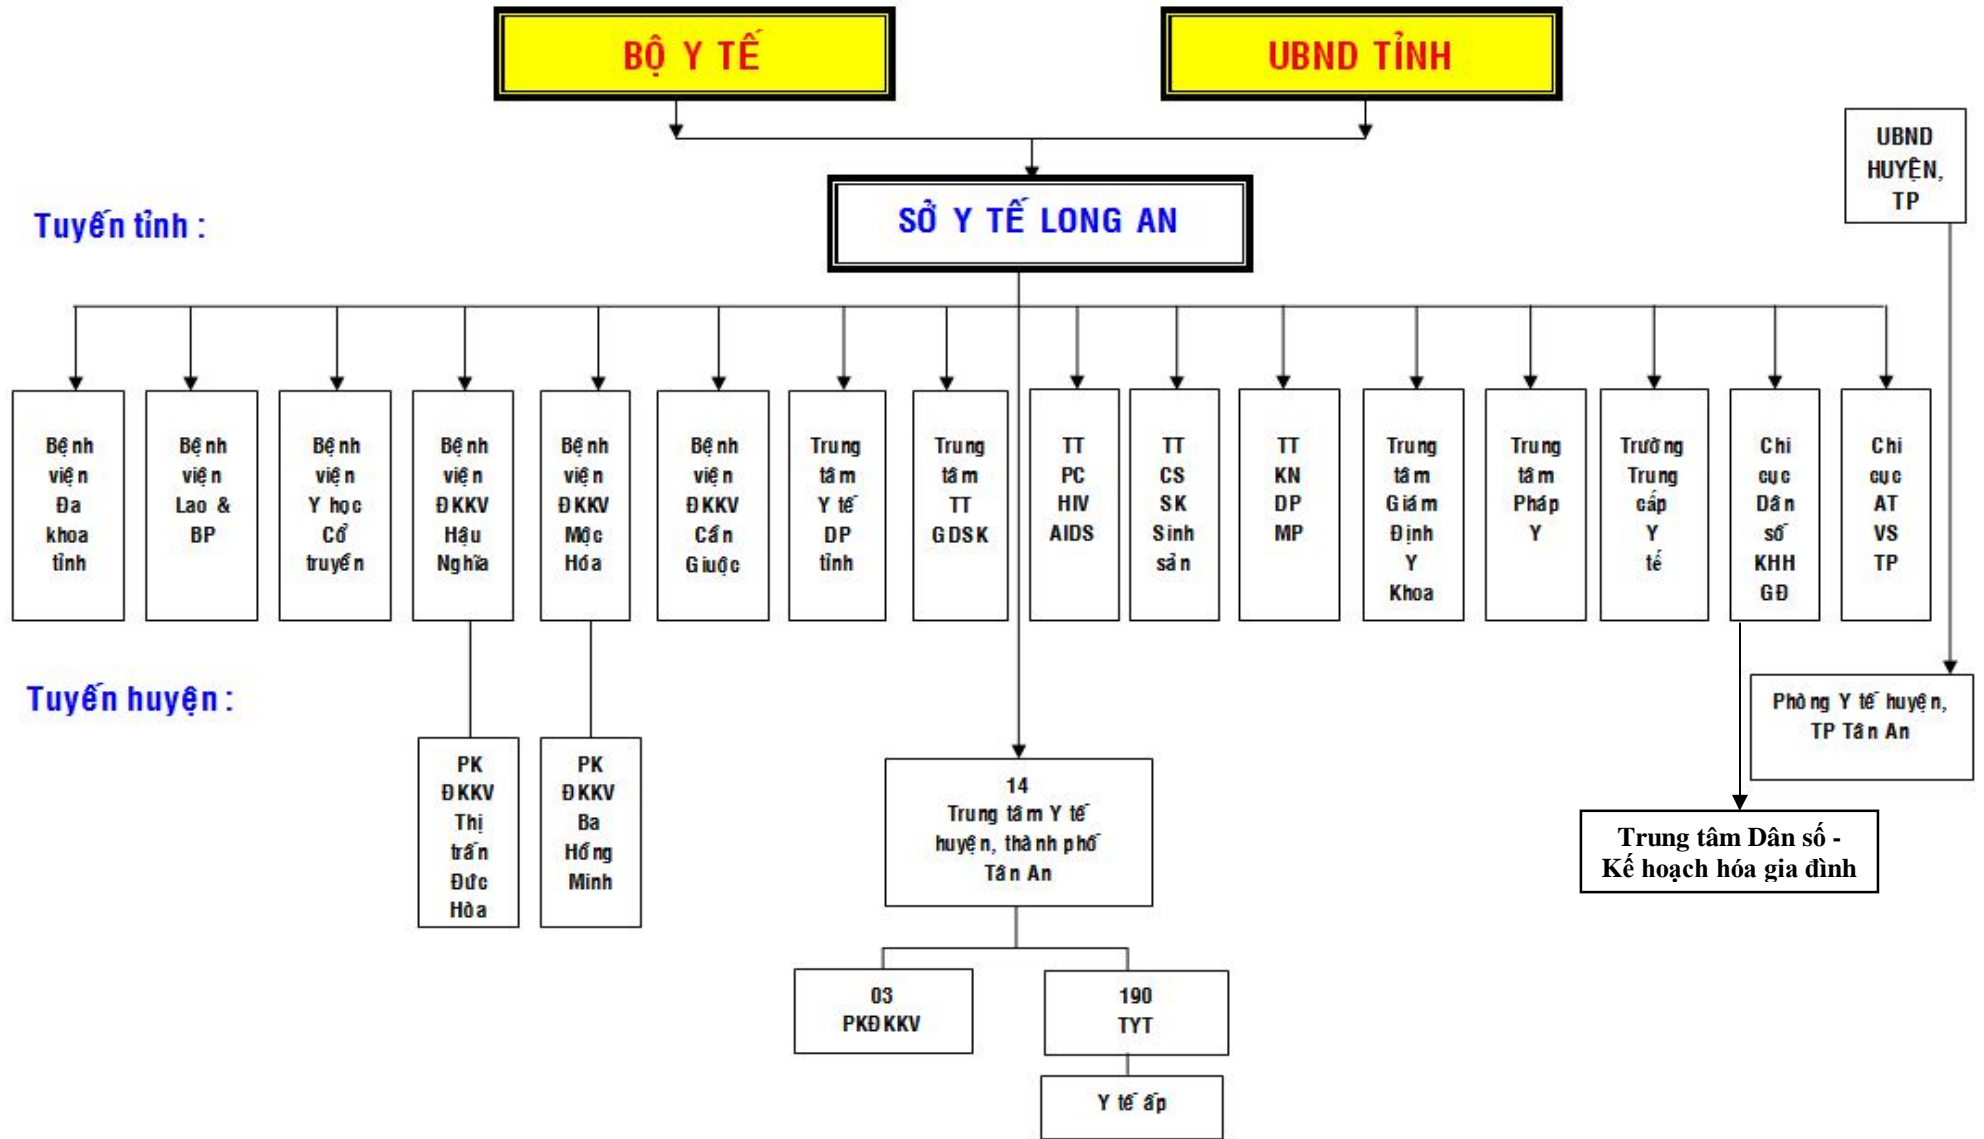 BỘ Y TẾ
UBND TỈNH
UBND
HUYỆN,
TP
Tuyến tỉnh :
SỞ Y TẾ LONG AN
Bệnh
viện
Đa
khoa
tỉnh
Bệnh
viện
Lao &
BP
Bệnh
viện
Y học
Cổ
truyền
Bệnh
viện
ĐKKV
Hậu
Nghĩa
Bệnh
viện
ĐKKV
Mộc
Hóa
Bệnh
viện
ĐKKV
Cần
Giuộc
Trung
tâm
Y tế
DP
tỉnh
Trung
tâm
TT
GDSK
TT
PC
HIV
AIDS
TT
CS
SK
Sinh
sản
TT
KN
DP
MP
Trung
tâm
Giám
Định
Y
Khoa
Trung
tâm
Pháp
Y
Trường
Trung
cấp
Y
tế
Chi
cục
Dân
số
KHH
GĐ
Chi
cục
AT
VS
TP
Tuyến huyện :
PK
ĐKKV
Thị
trấn
Đức
Hòa
PK
ĐKKV
Ba
Hồng
Minh
14
Trung tâm Y tế
huyện, thành phố
Tân An
Phòng Y tế huyện,
TP Tân An
Trung tâm Dân số -
Kế hoạch hóa gia đình
03
PKĐKKV
190
TYT
Y tế ấp